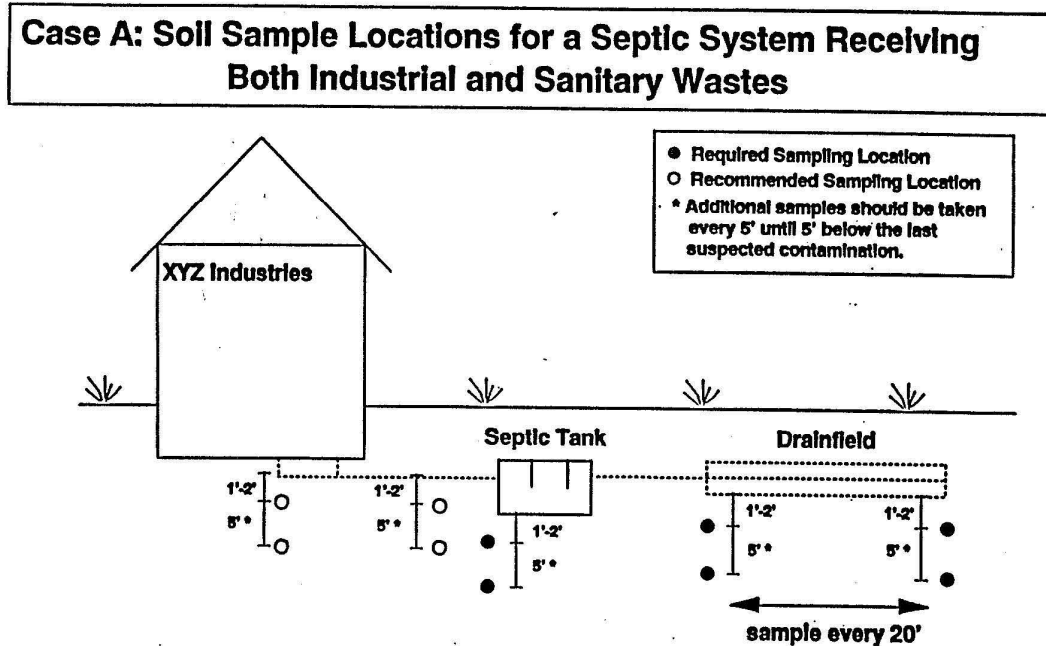 Case A: Soil Sample Locations for a Septic System Receiving
Both Industrial and Sanitary Wastes
● Required Sampling Location
○ Recommended Sampling Location
* Additional samples should be taken
every 5' until 5' below the last
suspected contamination.
XYZ Industries
Septic Tank
Drainfield
1'-2'
5' *
1'-2'
5' *
1'-2'
5' *
1'-2'
5' *
1'-2'
5' *
sample every 20'